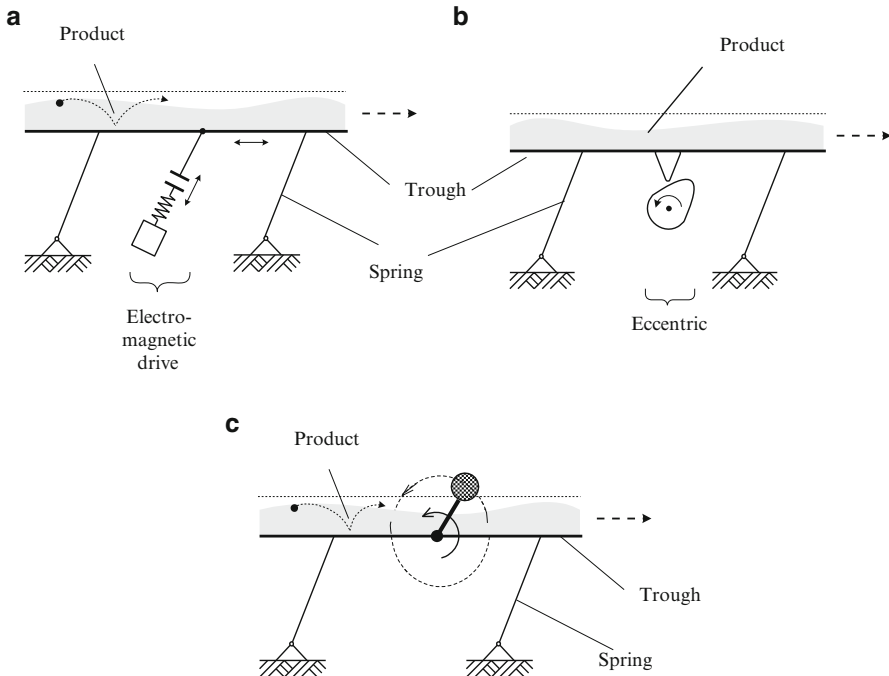 a
Product
b
Product
Trough
Spring
Electro-
magnetic
drive
Eccentric
c
Product
Trough
Spring